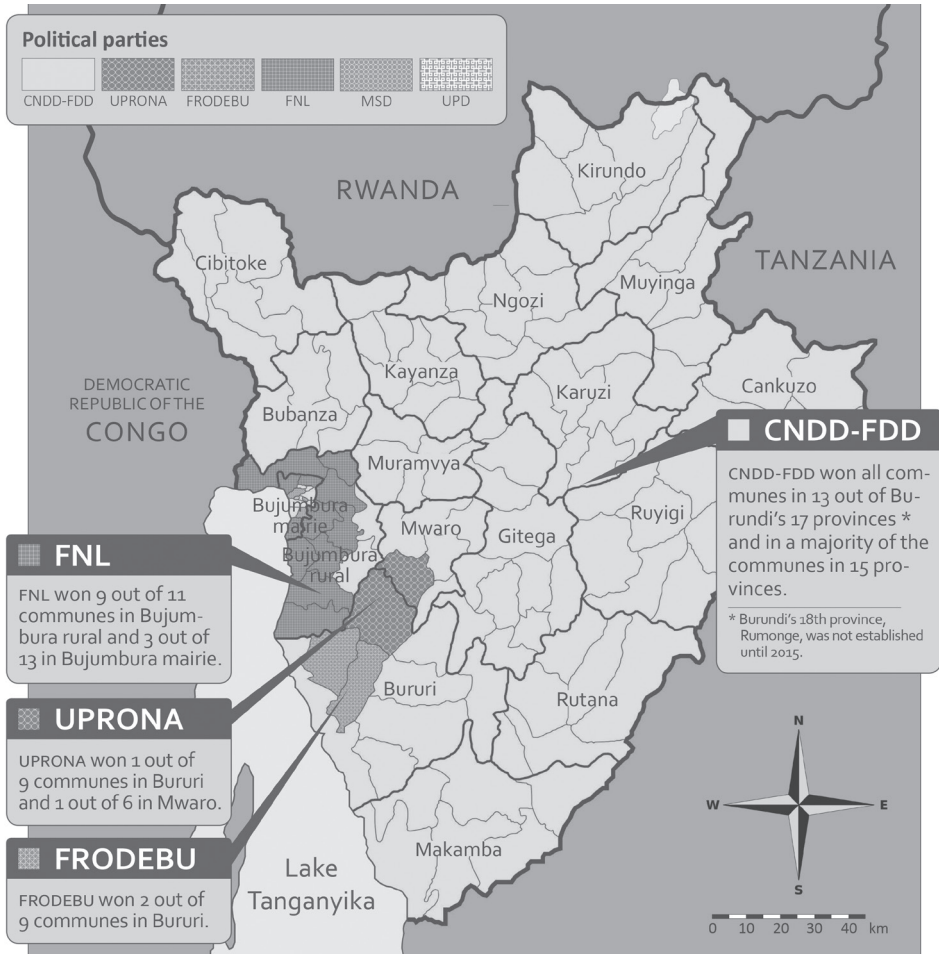 Political parties
CNDD-FDD
UPRONA
FRODEBU
FNL
MSD
UPD
RWANDA
TANZANIA
DEMOCRATIC
REPUBLIC OF THE
CONGO
Kirundo
Cibitoke
Ngozi
Muyinga
Kayanza
Karuzi
Cankuzo
Bubanza
Muramvya
Bujumbura
mairie
Mwaro
Gitega
Ruyigi
Bujumbura
rural
Bururi
Rutana
Makamba
Lake
Tanganyika
CNDD-FDD
CNDD-FDD won all com-
munes in 13 out of Bu-
rundi's 17 provinces *
and in a majority of the
communes in 15 pro-
vinces.
* Burundi's 18th province,
Rumonge, was not established
until 2015.
FNL
FNL won 9 out of 11
communes in Bujum-
bura rural and 3 out of
13 in Bujumbura mairie.
UPRONA
UPRONA won 1 out of
9 communes in Bururi
and 1 out of 6 in Mwaro.
FRODEBU
FRODEBU won 2 out of
9 communes in Bururi.
N
W
E
S
0 10 20 30 40 km